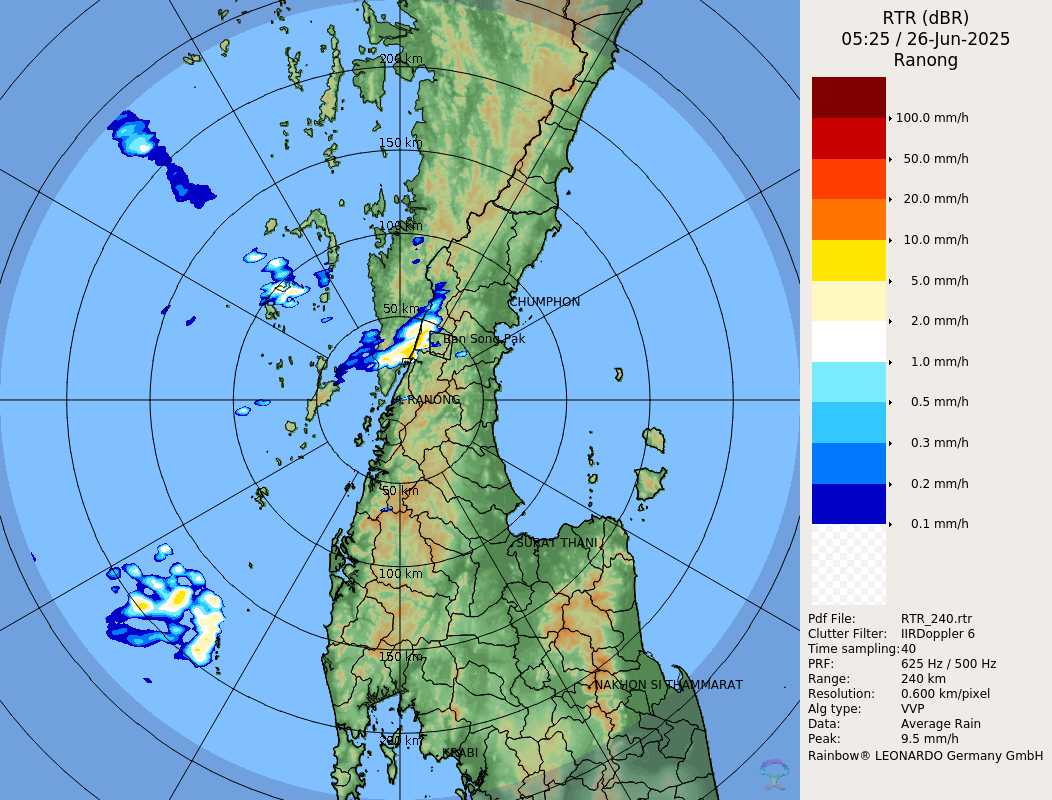 RTR (dBR)
05:25 / 26-Jun-2025
Ranong
100.0 mm/h
50.0 mm/h
20.0 mm/h
10.0 mm/h
5.0 mm/h
2.0 mm/h
1.0 mm/h
0.5 mm/h
0.3 mm/h
0.2 mm/h
0.1 mm/h
Pdf File: RTR_240.rtr
Clutter Filter: IIRDoppler 6
Time sampling:40
PRF: 625 Hz / 500 Hz
Range: 240 km
Resolution: 0.600 km/pixel
Alg type: VVP
Data: Average Rain
Peak: 9.5 mm/h
Rainbow® LEONARDO Germany GmbH
200 km
150 km
100 km
50 km
CHUMPHON
Ban Song Pak
RANONG
50 km
SURAT THANI
100 km
150 km
NAKHON SI THAMMARAT
200 km
KRABI